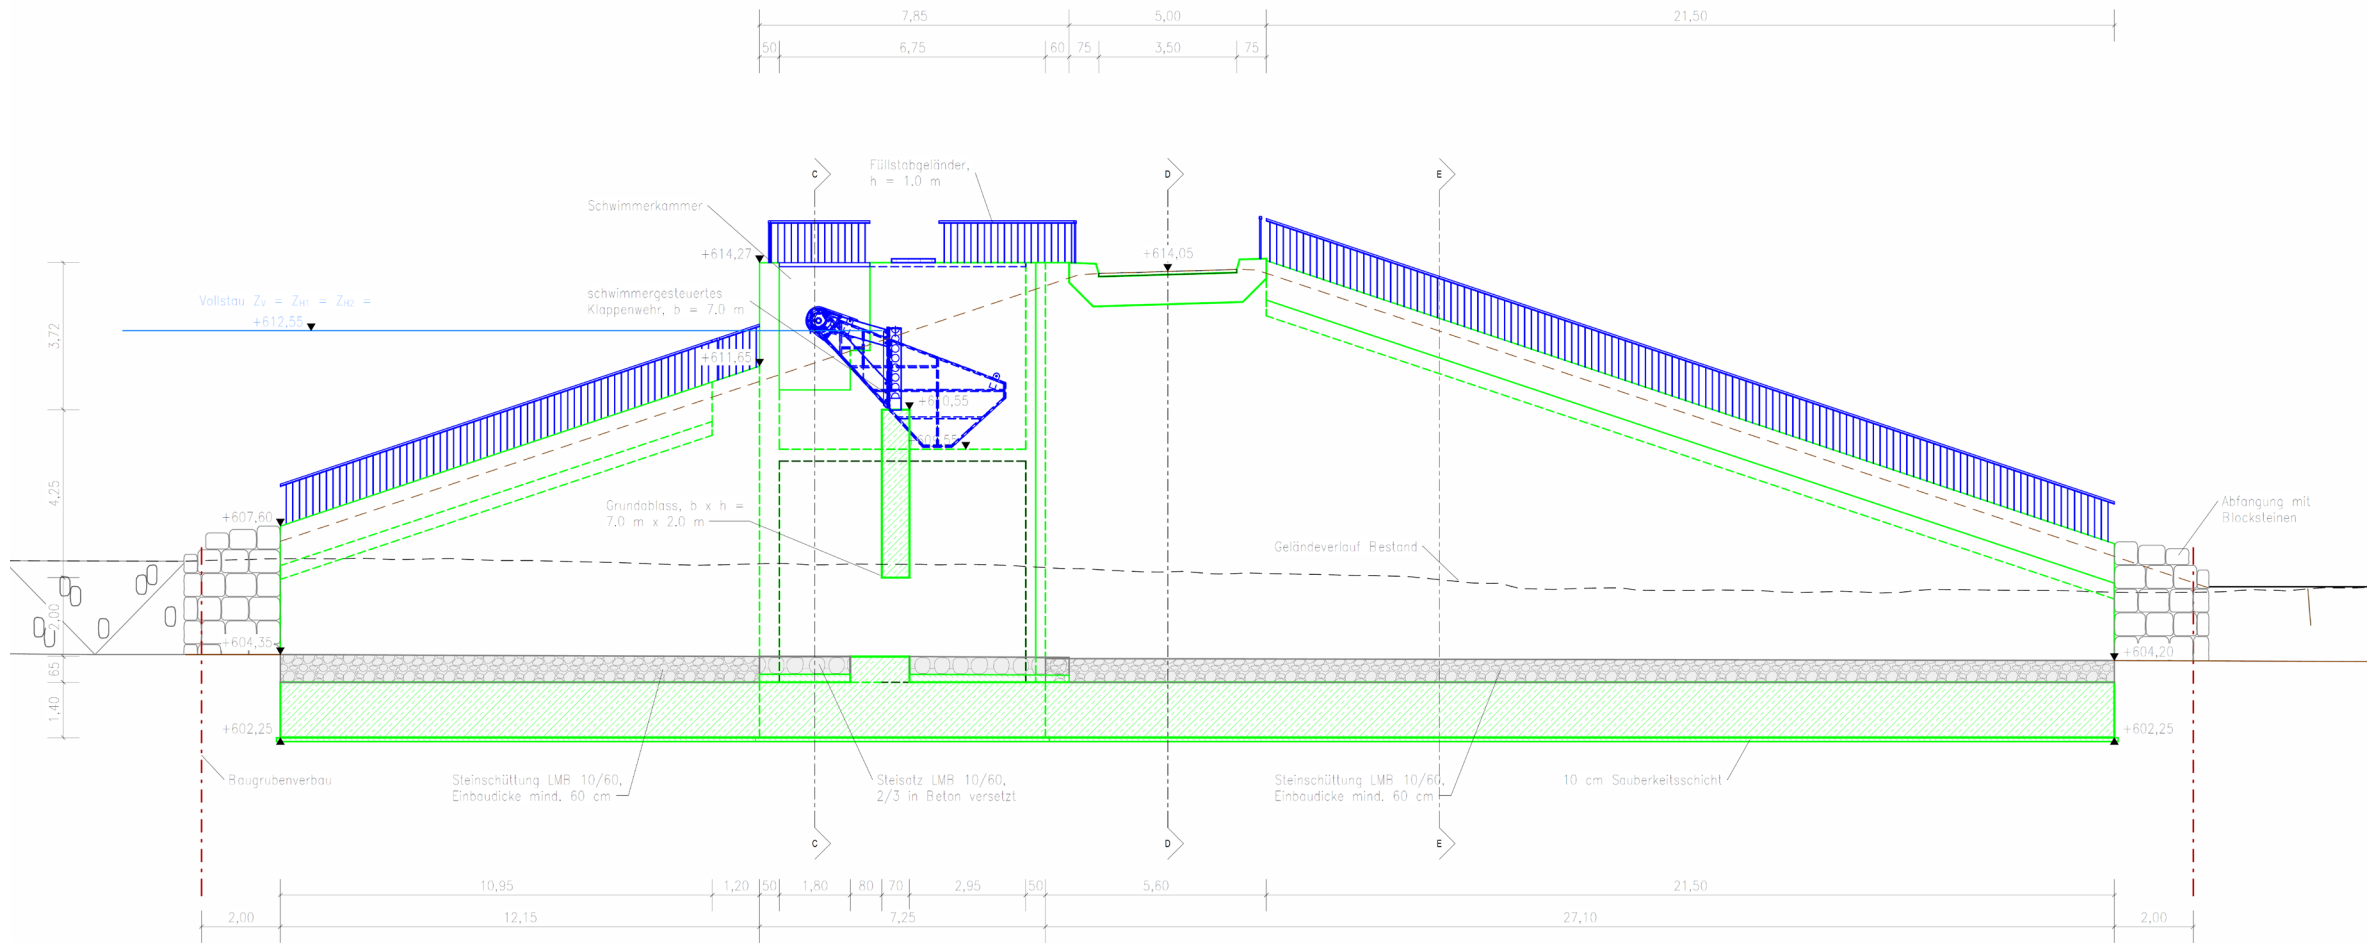 7,85
5,00
21,50
50
6,75
60
75
3,50
75
C
D
E
Füllstabgeländer,
h = 1.0 m
Schwimmerkammer
+614,27
+614,05
schwimmergesteuertes
Klappenwehr, b = 7.0 m
Vollstau ZV = ZH1 = ZH2 =
+612,55
3,72
+611,65
+610,55
4,25
Grundablass, b x h =
7.0 m x 2.0 m
+607,60
Abfangung mit
Blocksteinen
Geländeverlauf Bestand
2,00
+604,35
+604,20
65
1,40
+602,25
+602,25
Baugrubenverbau
Steinschüttung LMB 10/60,
Einbaudicke mind. 60 cm
Steisatz LMB 10/60,
2/3 in Beton versetzt
Steinschüttung LMB 10/60,
Einbaudicke mind. 60 cm
10 cm Sauberkeitsschicht
C
D
E
10,95
1,20
50
1,80
80
70
2,95
50
5,60
21,50
2,00
12,15
7,25
27,10
2,00